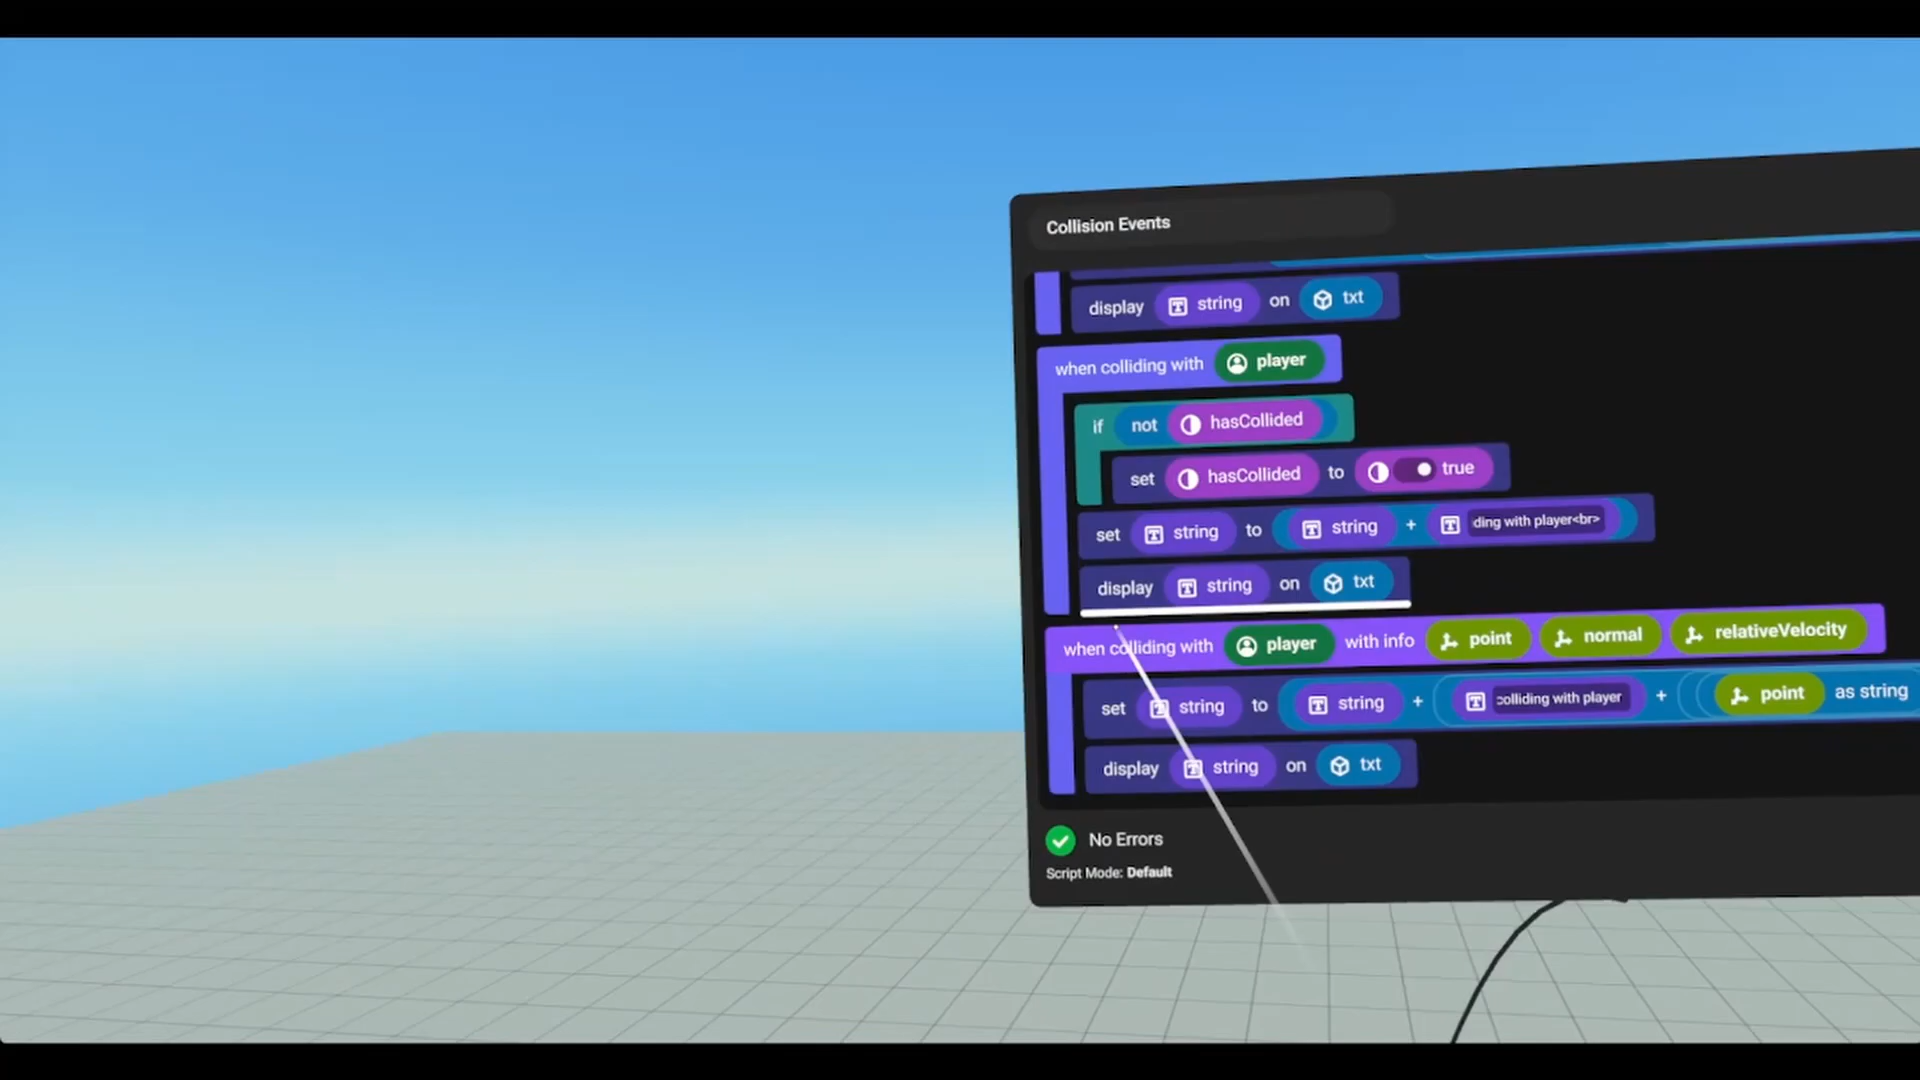 Collision Events
display string on txt
when colliding with player
if not hasCollided
set hasCollided to true
set string to string + ding with player<br>
display string on txt
when colliding with player with info point normal relativeVelocity
set string to string + colliding with player + point as string
display string on txt
No Errors
Script Mode: Default